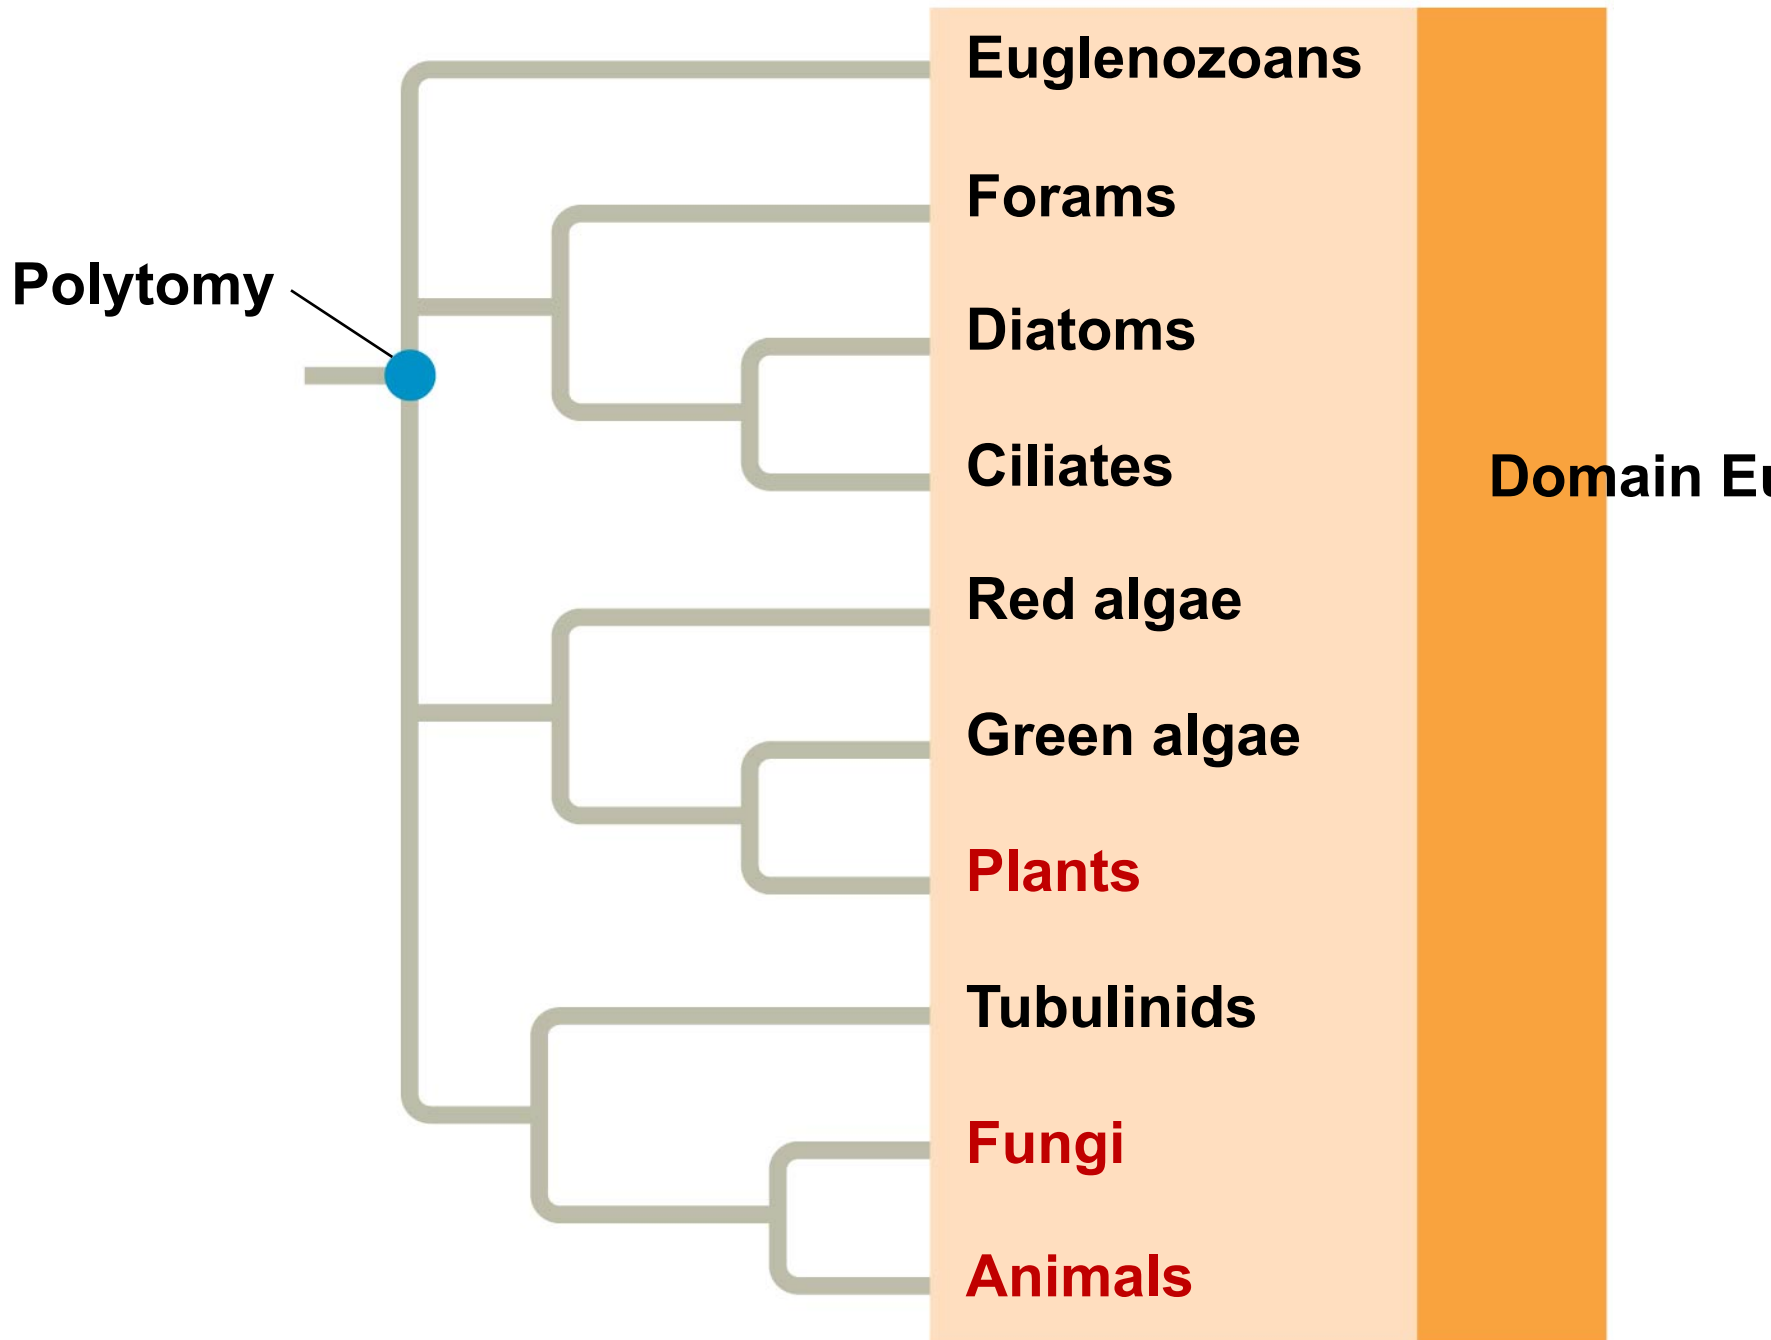 Euglenozoans
Forams
Polytomy
Diatoms
Ciliates
Domain Eu
Red algae
Green algae
Plants
Tubulinids
Fungi
Animals